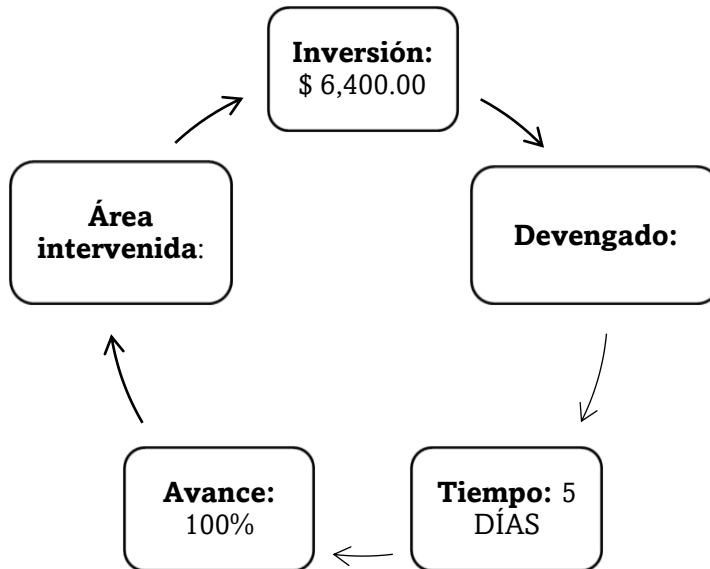 Inversión:
$ 6,400.00
Devengado:
Tiempo: 5
DÍAS
Avance:
100%
Área
intervenida: